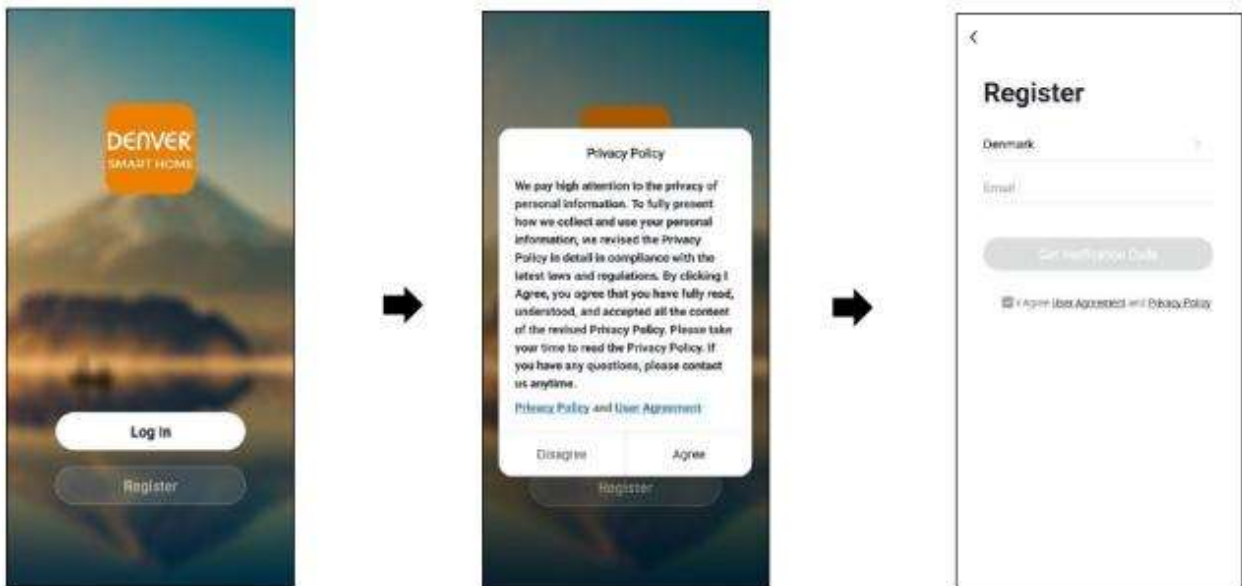 DENVER
SMART HOME
Log In
Register
Privacy Policy
We pay high attention to the privacy of
personal information. To fully present
how we collect and use your personal
information, we revised the Privacy
Policy in detail in compliance with the
latest laws and regulations. By clicking I
Agree, you agree that you have fully read,
understood, and accepted all the content
of the revised Privacy Policy. Please take
your time to read the Privacy Policy. If
you have any questions, please contact
us anytime.
Privacy Policy and User Agreement
Disagree Agree
Register
<
Register
Denmark
Email
Get Verification Code
I Agree User Agreement and Privacy Policy